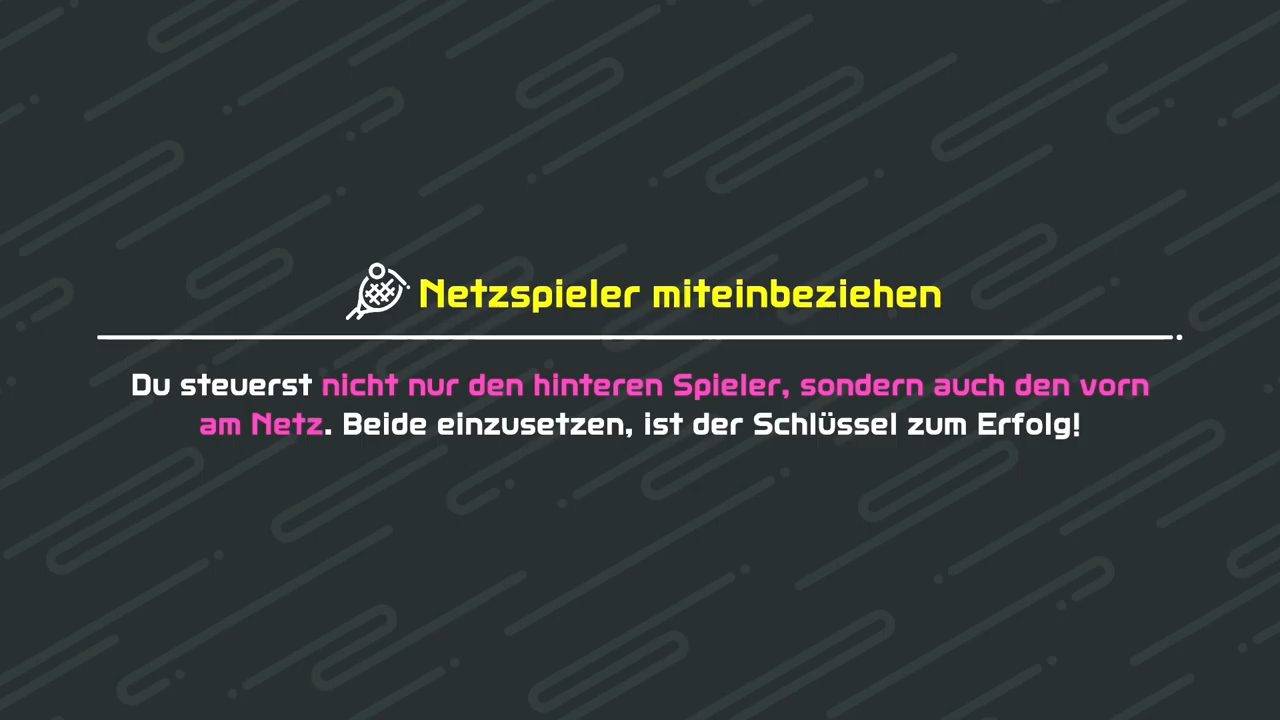 Netzspieler miteinbeziehen
Du steuerst nicht nur den hinteren Spieler, sondern auch den vorn
am Netz. Beide einzusetzen, ist der Schlüssel zum Erfolg!